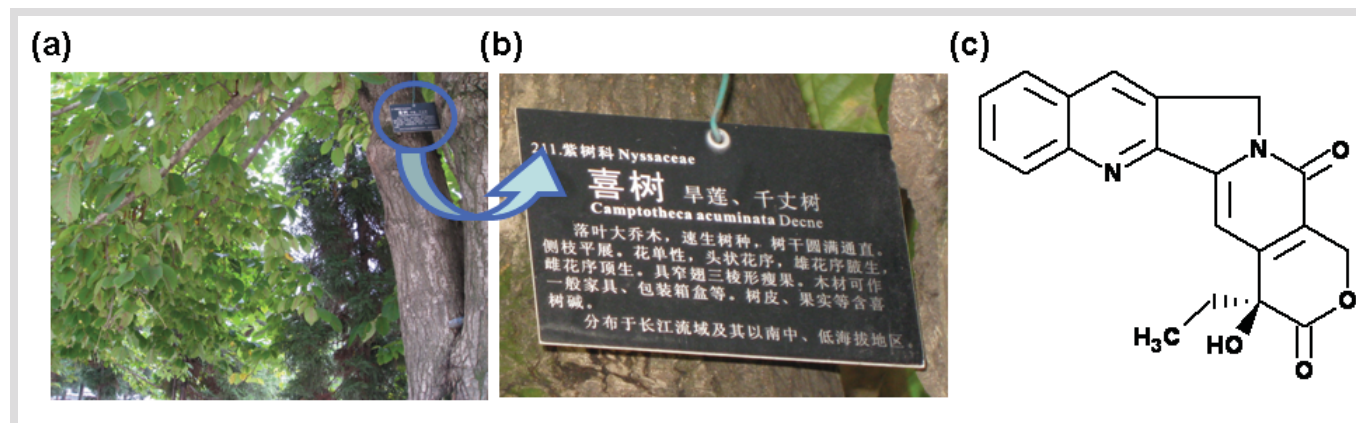 (a)
(b)
(c)
211.紫树科 Nyssaceae
喜树 旱莲、千丈树
Camptotheca acuminata Decne
落叶大乔木，速生树种，树干圆满通直。
侧枝平展。花单性，头状花序，雄花序腋生，
雌花序顶生。具窄翅三棱形瘦果。木材可作
一般家具、包装箱盒等。树皮、果实等含喜
树碱。
分布于长江流域及其以南中、低海拔地区。
N
O
N
O
H₃C
HO
O